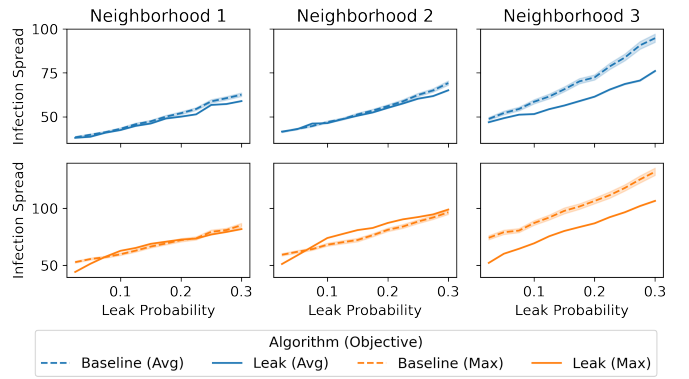 Neighborhood 1 Neighborhood 2 Neighborhood 3
Infection Spread
100
75
50
Infection Spread
100
50
0.1 0.2 0.3 0.1 0.2 0.3 0.1 0.2 0.3
Leak Probability Leak Probability Leak Probability
Algorithm (Objective)
Baseline (Avg) Leak (Avg) Baseline (Max) Leak (Max)